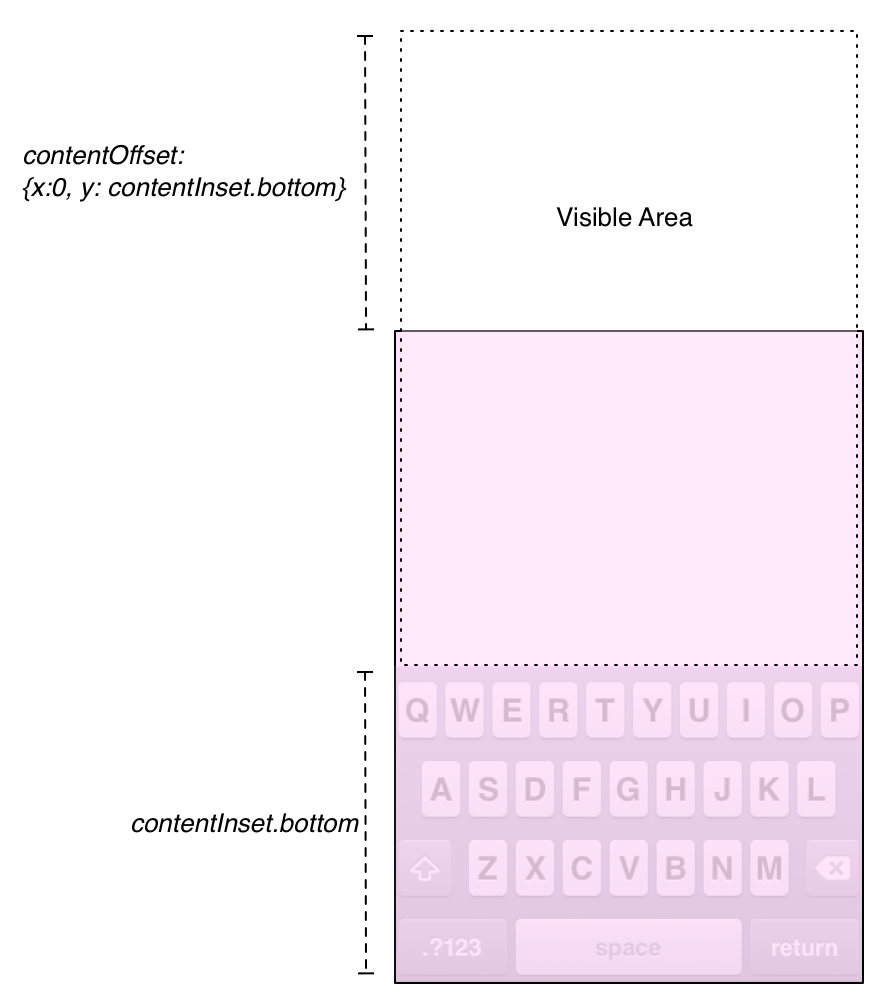 contentOffset:
{x:0, y: contentInset.bottom}
Visible Area
Q W E R T Y U I O P
A S D F G H J K L
contentInset.bottom
Z X C V B N M
.?123 space return